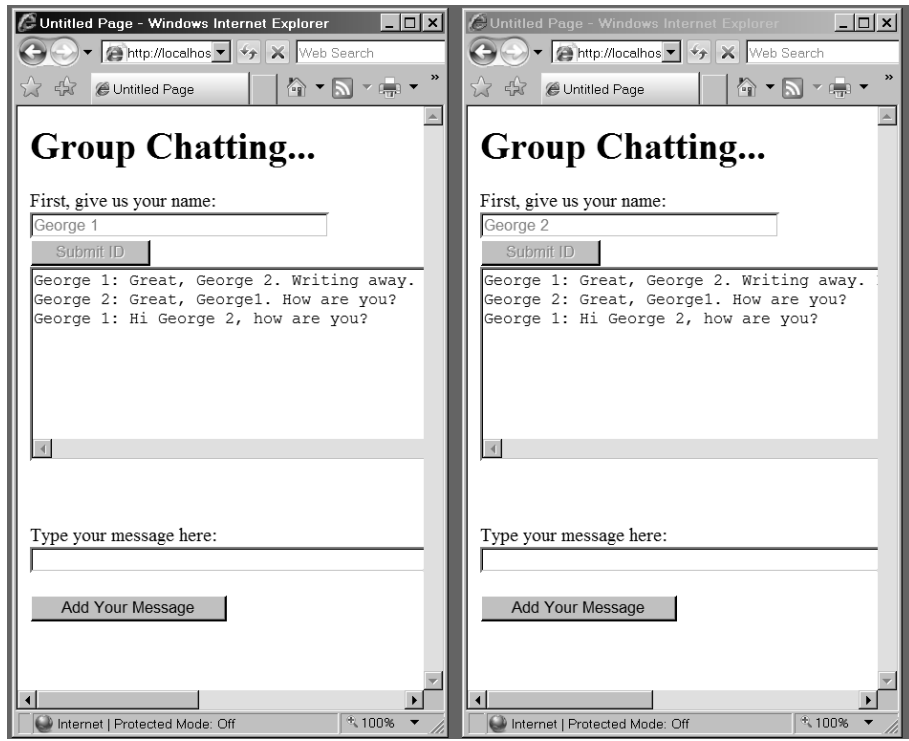 Untitled Page - Windows Internet Explorer
http://localhos
Web Search
Untitled Page
Group Chatting...
First, give us your name:
George 1
Submit ID
George 1: Great, George 2. Writing away.
George 2: Great, George1. How are you?
George 1: Hi George 2, how are you?
Type your message here:
Add Your Message
Internet | Protected Mode: Off
100%
Untitled Page - Windows Internet Explorer
http://localhos
Web Search
Untitled Page
Group Chatting...
First, give us your name:
George 2
Submit ID
George 1: Great, George 2. Writing away.
George 2: Great, George1. How are you?
George 1: Hi George 2, how are you?
Type your message here:
Add Your Message
Internet | Protected Mode: Off
100%